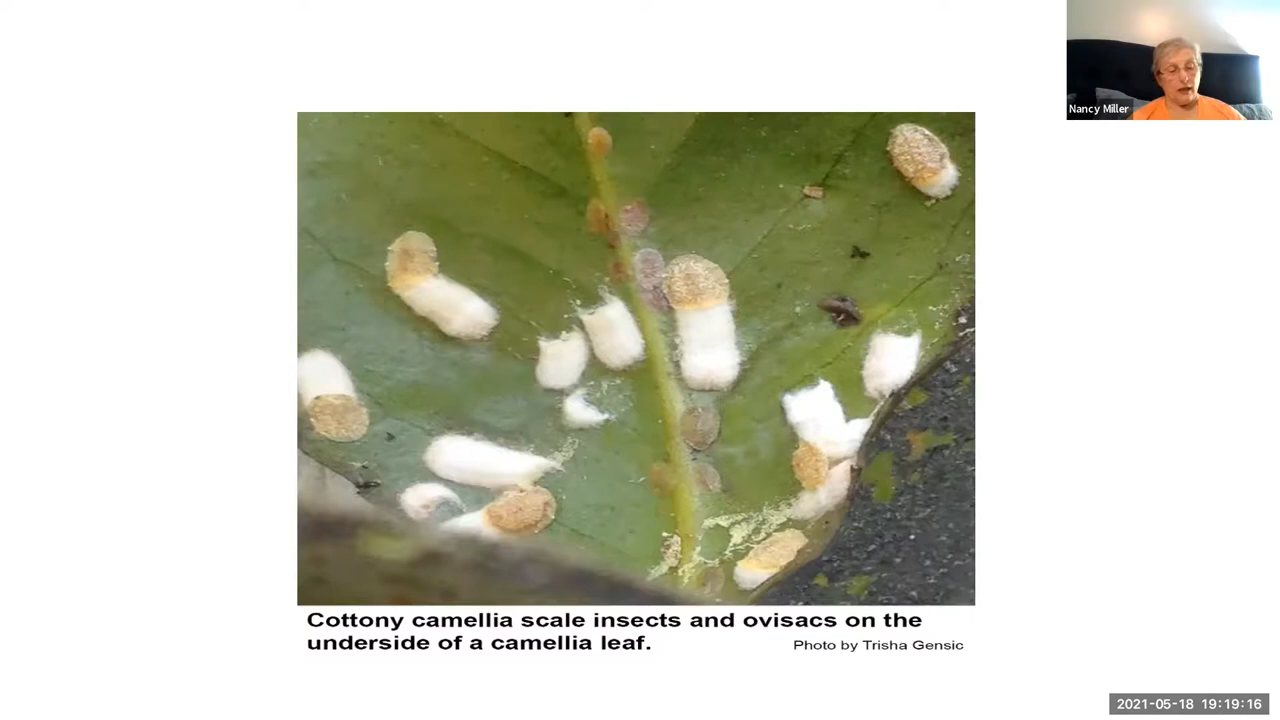 Nancy Miller
Cottony camellia scale insects and ovisacs on the
underside of a camellia leaf.
Photo by Trisha Gensic
2021-05-18 19:19:16